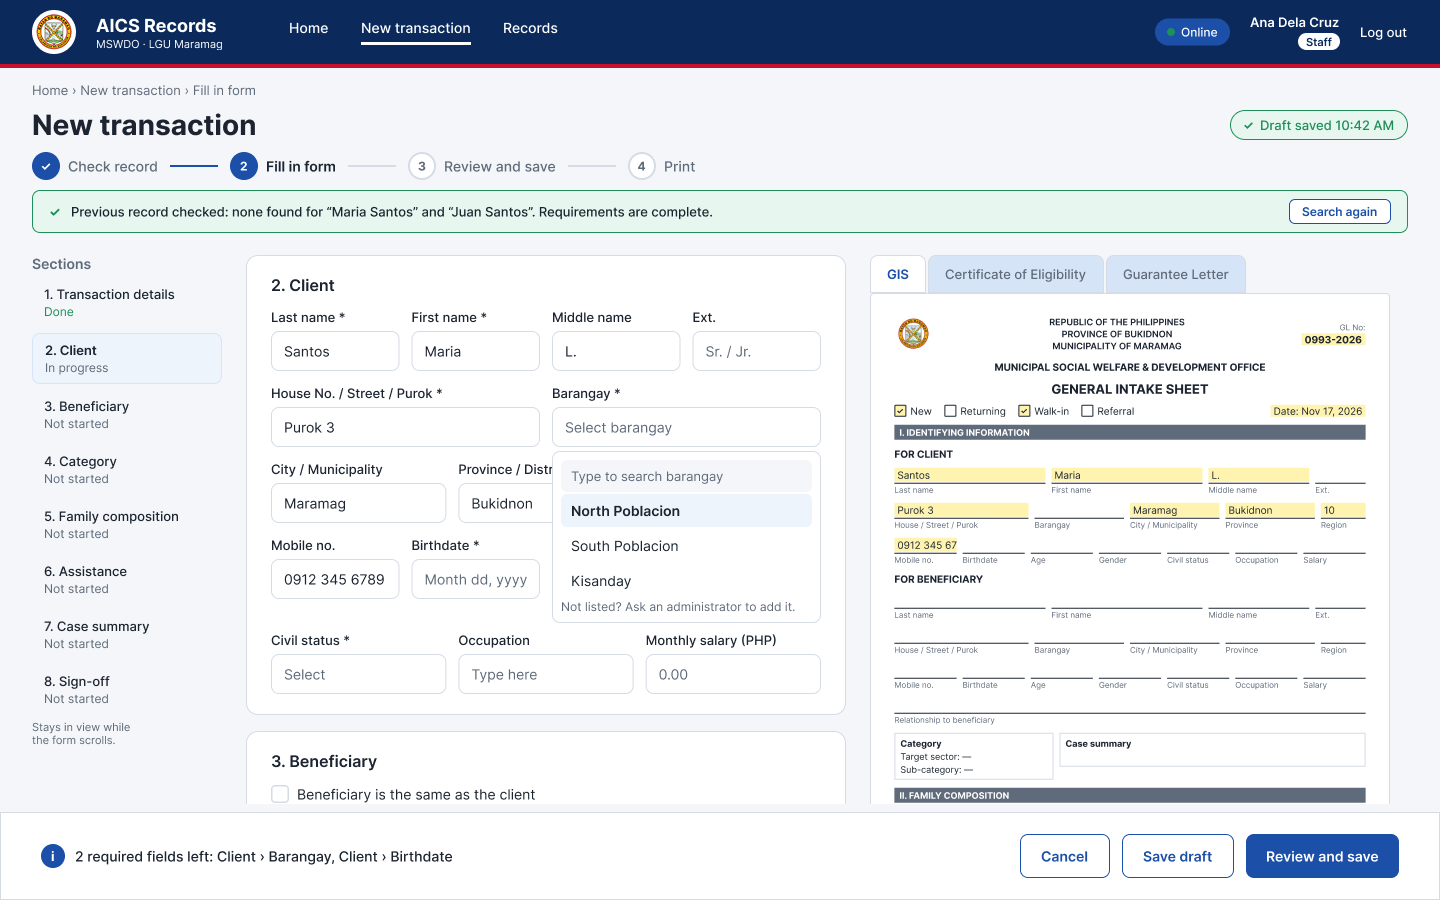 AICS Records
MSWDO · LGU Maramag
Home
New transaction
Records
Online
Ana Dela Cruz
Staff
Log out
Home › New transaction › Fill in form
New transaction
Draft saved 10:42 AM
Check record
2 Fill in form
3 Review and save
4 Print
Previous record checked: none found for “Maria Santos” and “Juan Santos”. Requirements are complete.
Search again
Sections
1. Transaction details
Done
2. Client
In progress
3. Beneficiary
Not started
4. Category
Not started
5. Family composition
Not started
6. Assistance
Not started
7. Case summary
Not started
8. Sign-off
Not started
Stays in view while
the form scrolls.
2. Client
Last name * First name * Middle name Ext.
Santos Maria L. Sr. / Jr.
House No. / Street / Purok * Barangay *
Purok 3 Select barangay
City / Municipality Province / Distr
Maramag Bukidnon
Type to search barangay
North Poblacion
South Poblacion
Kisanday
Not listed? Ask an administrator to add it.
Mobile no. Birthdate *
0912 345 6789 Month dd, yyyy
Civil status * Occupation Monthly salary (PHP)
Select Type here 0.00
3. Beneficiary
Beneficiary is the same as the client
GIS Certificate of Eligibility Guarantee Letter
REPUBLIC OF THE PHILIPPINES
PROVINCE OF BUKIDNON
MUNICIPALITY OF MARAMAG
GL No:
0993-2026
MUNICIPAL SOCIAL WELFARE & DEVELOPMENT OFFICE
GENERAL INTAKE SHEET
New Returning Walk-in Referral Date: Nov 17, 2026
I. IDENTIFYING INFORMATION
FOR CLIENT
Santos Maria L.
Last name First name Middle name Ext.
Purok 3 Maramag Bukidnon 10
House / Street / Purok Barangay City / Municipality Province Region
0912 345 67
Mobile no. Birthdate Age Gender Civil status Occupation Salary
FOR BENEFICIARY
Last name First name Middle name Ext.
House / Street / Purok Barangay City / Municipality Province Region
Mobile no. Birthdate Age Gender Civil status Occupation Salary
Relationship to beneficiary
Category
Target sector: —
Sub-category: —
Case summary
II. FAMILY COMPOSITION
i 2 required fields left: Client › Barangay, Client › Birthdate
Cancel
Save draft
Review and save